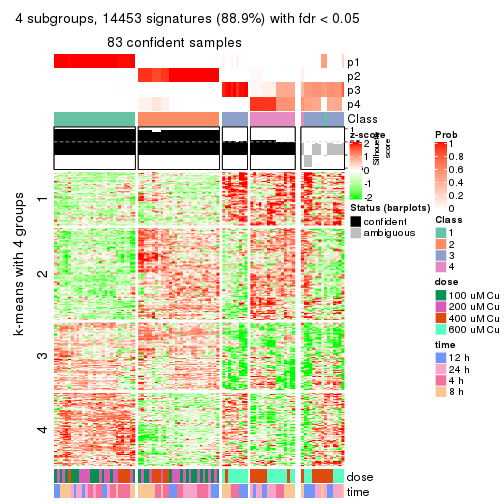 4 subgroups, 14453 signatures (88.9%) with fdr < 0.05
83 confident samples
p1
p2
p3
p4
Class
1
Silhouette
score
z-score
2
1
0
-1
-2
Status (barplots)
confident
ambiguous
Prob
1
0.8
0.6
0.4
0.2
0
Class
1
2
3
4
dose
100 uM Cu
200 uM Cu
400 uM Cu
600 uM Cu
time
12 h
24 h
4 h
8 h
k-means with 4 groups
1
2
3
4
dose
time